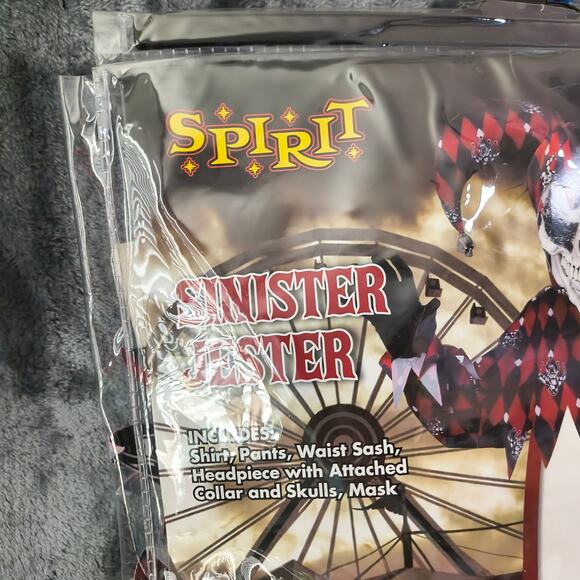 SPIRIT
SINISTER
JESTER
INCLUDES:
Shirt, Pants, Waist Sash,
Headpiece with Attached
Collar and Skulls, Mask